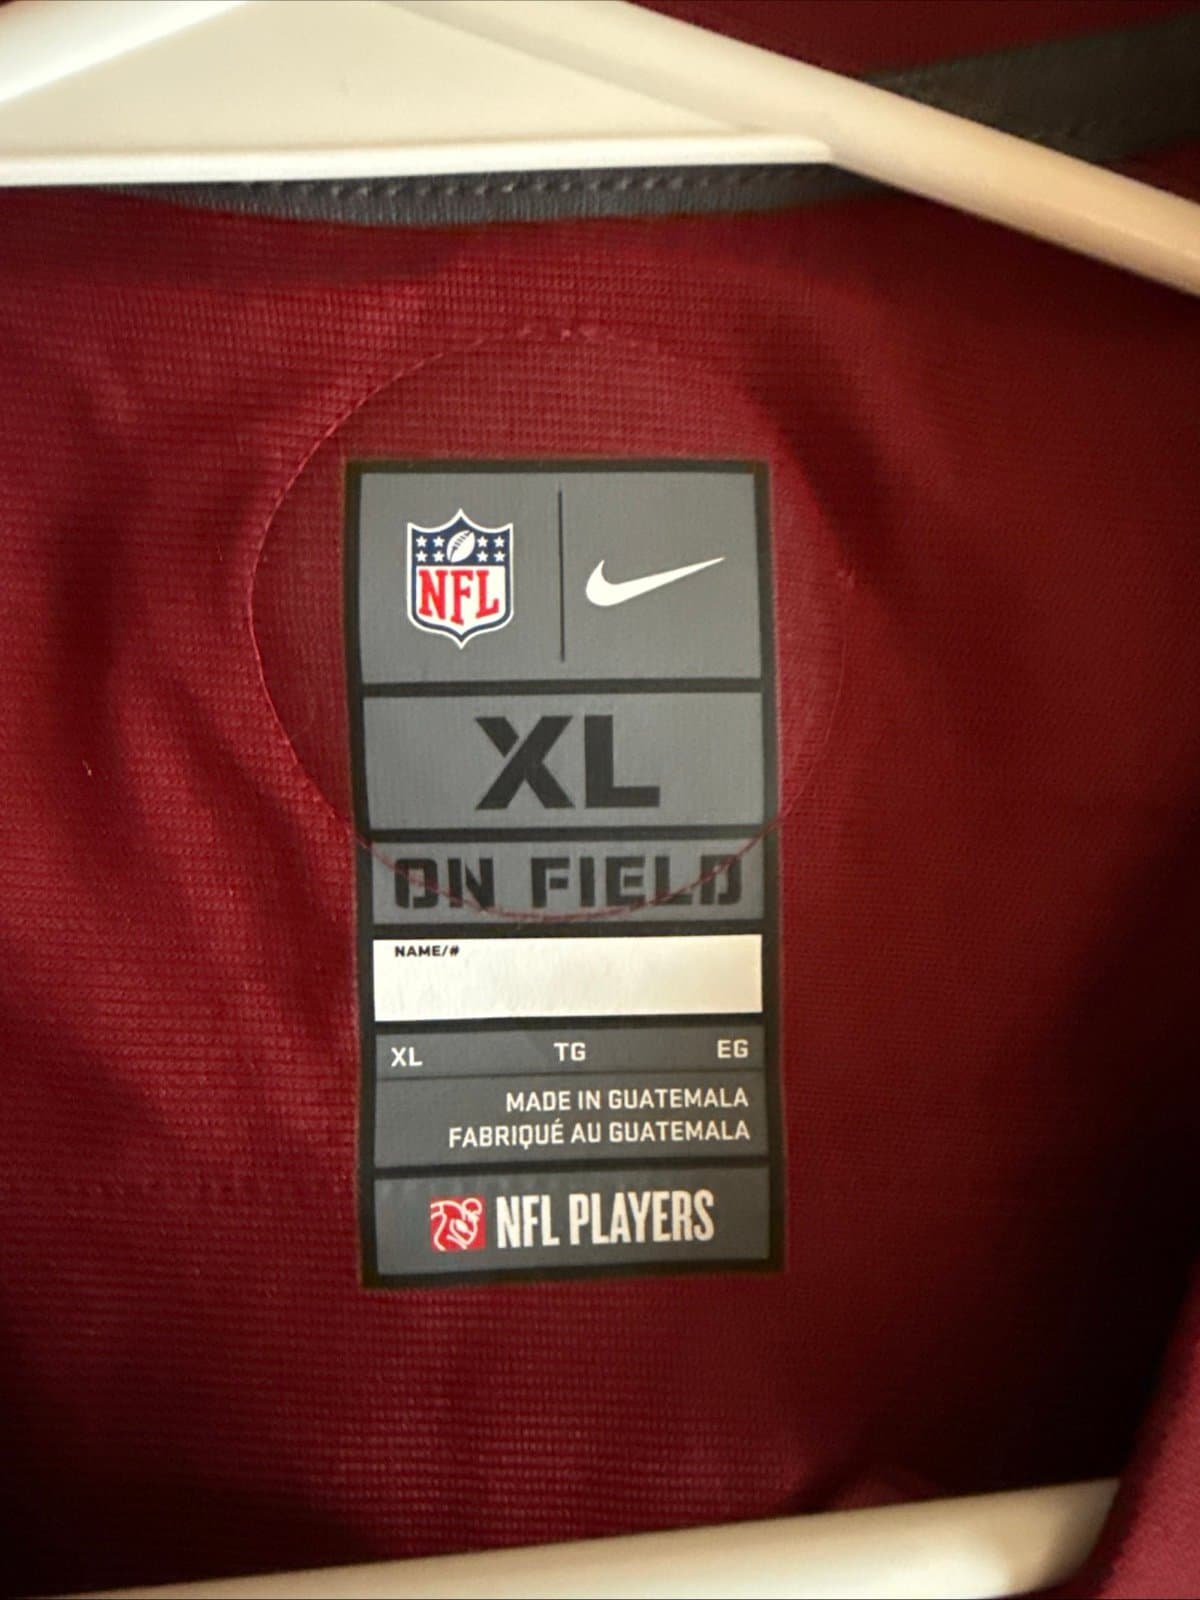 NFL
XL
ON FIELD
NAME/#
XL TG EG
MADE IN GUATEMALA
FABRIQUÉ AU GUATEMALA
NFL PLAYERS